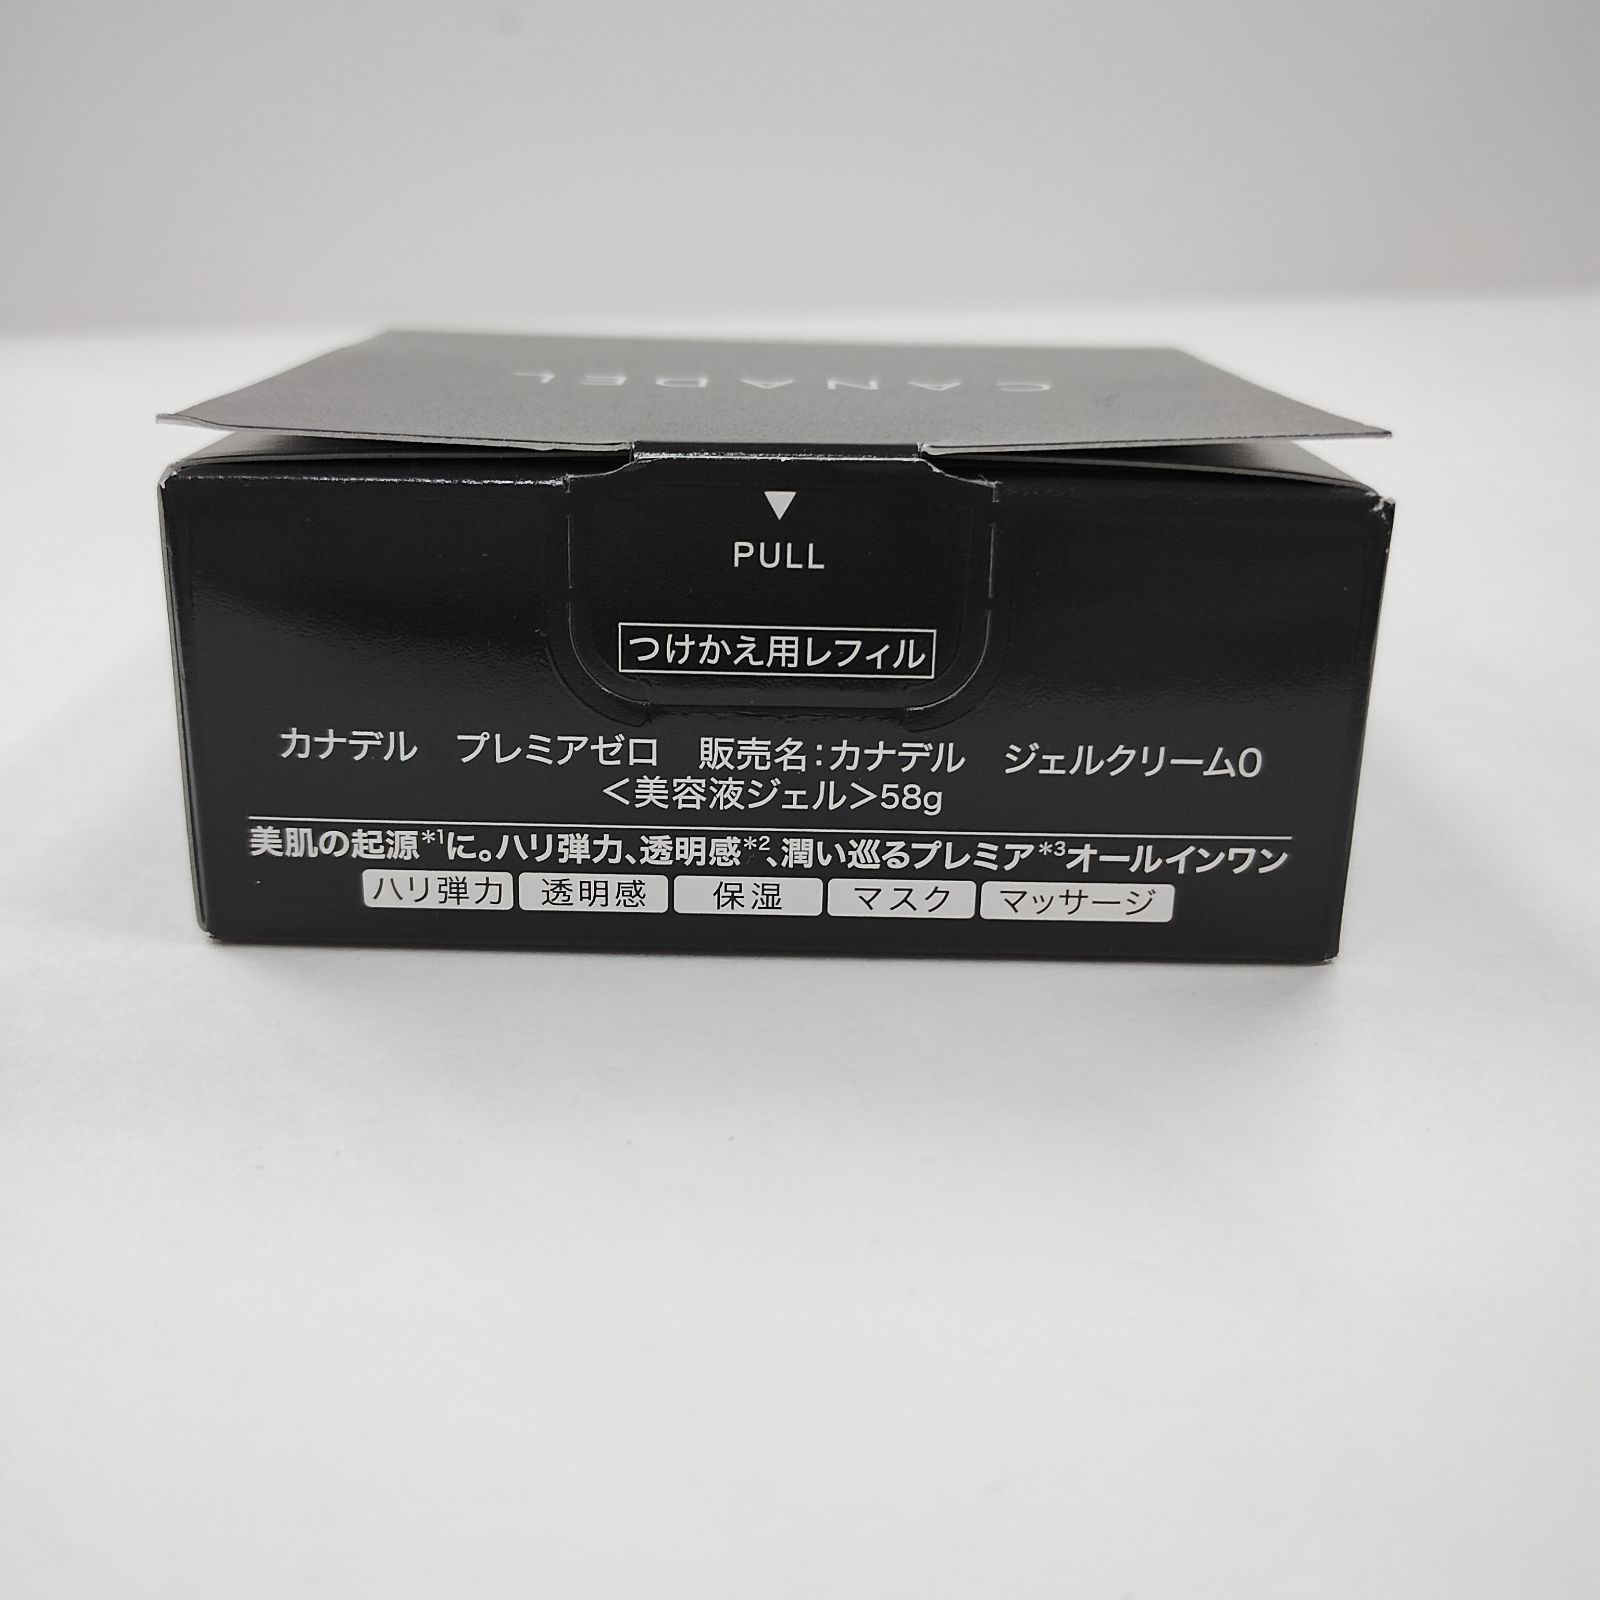 CANADEL
PULL
つけかえ用レフィル
カナデル　プレミアゼロ　販売名：カナデル　ジェルクリーム0
＜美容液ジェル＞58g
美肌の起源*1に。ハリ弾力、透明感*2、潤い巡るプレミア*3オールインワン
ハリ弾力 透明感 保湿 マスク マッサージ